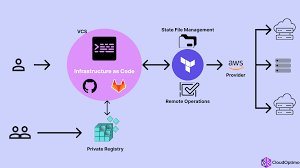 VCS
State File Management
Infrastructure as Code
aws
Provider
Remote Operations
Private Registry
CloudOptimo